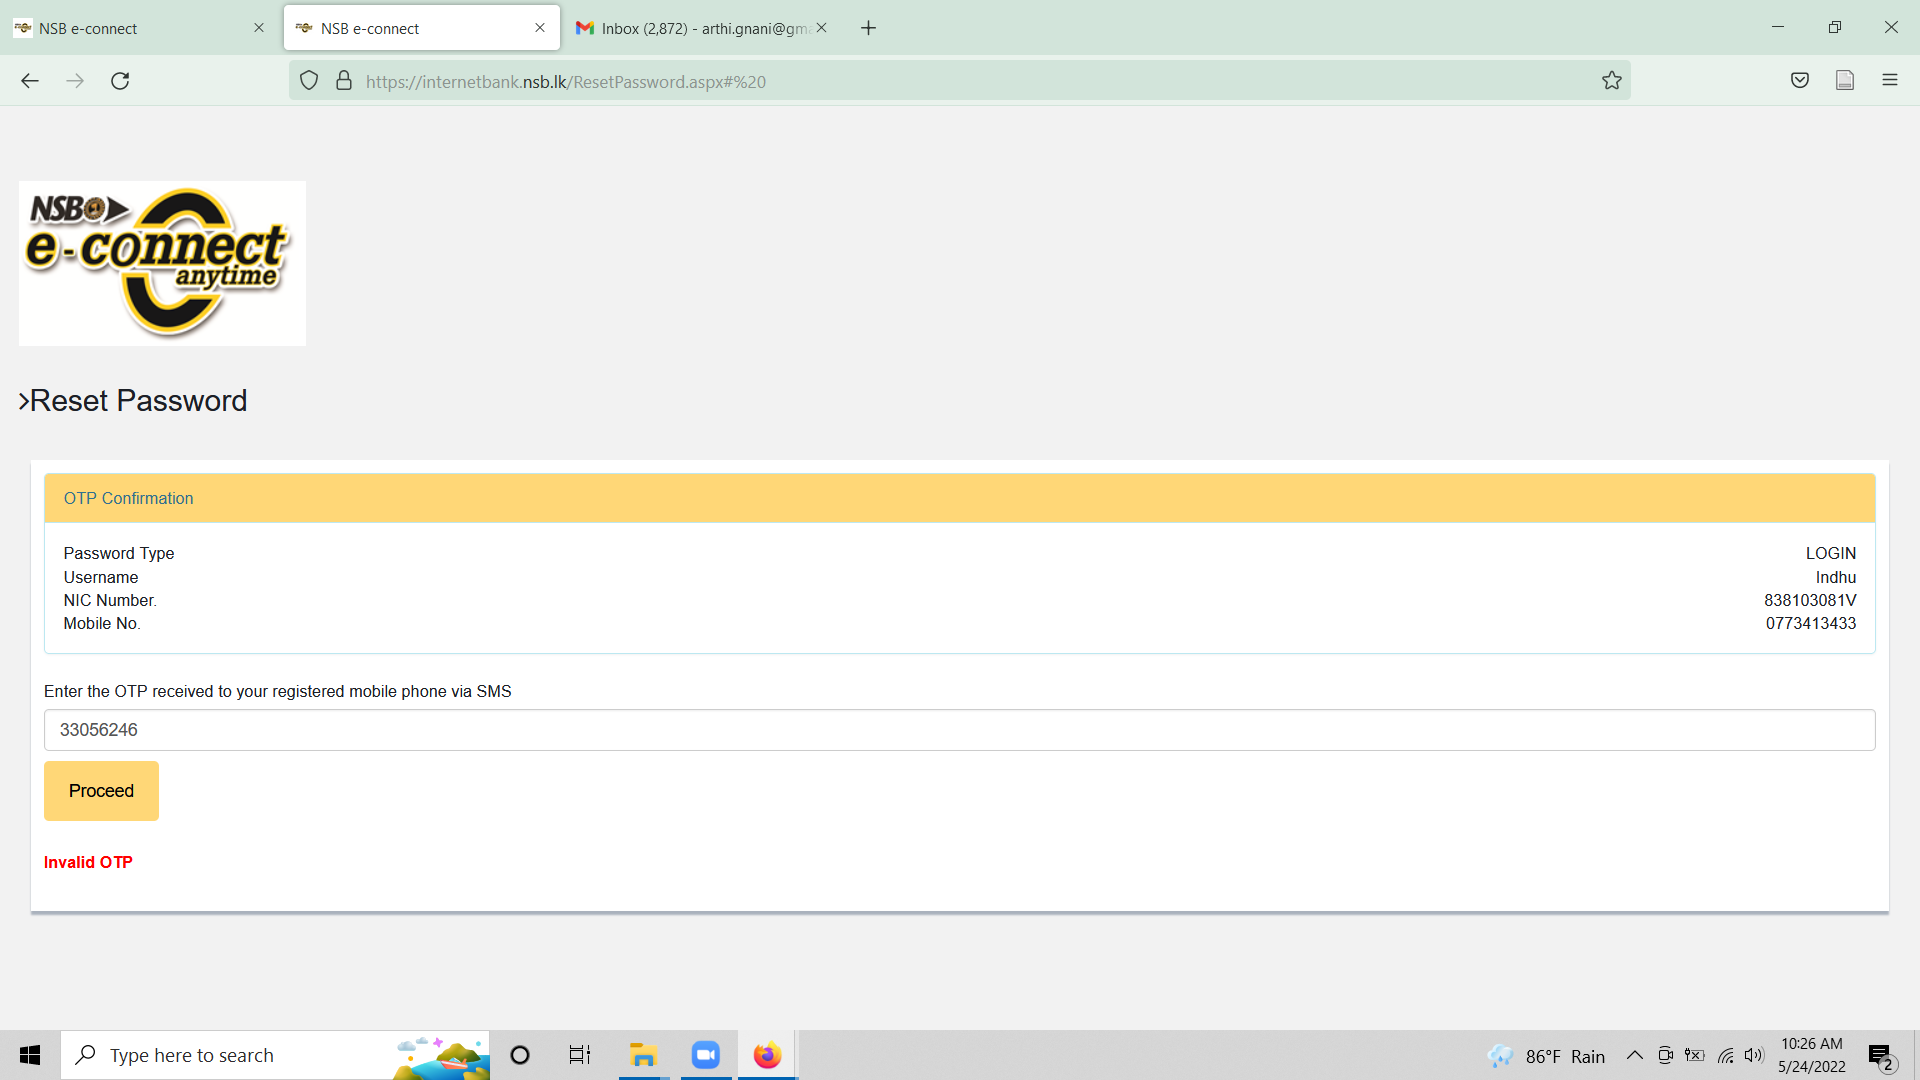 NSB e-connect
NSB e-connect
Inbox (2,872) - arthi.gnani@gm
https://internetbank.nsb.lk/ResetPassword.aspx#%20
NSB
e-connect
anytime
Reset Password
OTP Confirmation
Password Type LOGIN
Username Indhu
NIC Number. 838103081V
Mobile No. 0773413433
Enter the OTP received to your registered mobile phone via SMS
33056246
Proceed
Invalid OTP
Type here to search
86°F Rain
10:26 AM
5/24/2022
2